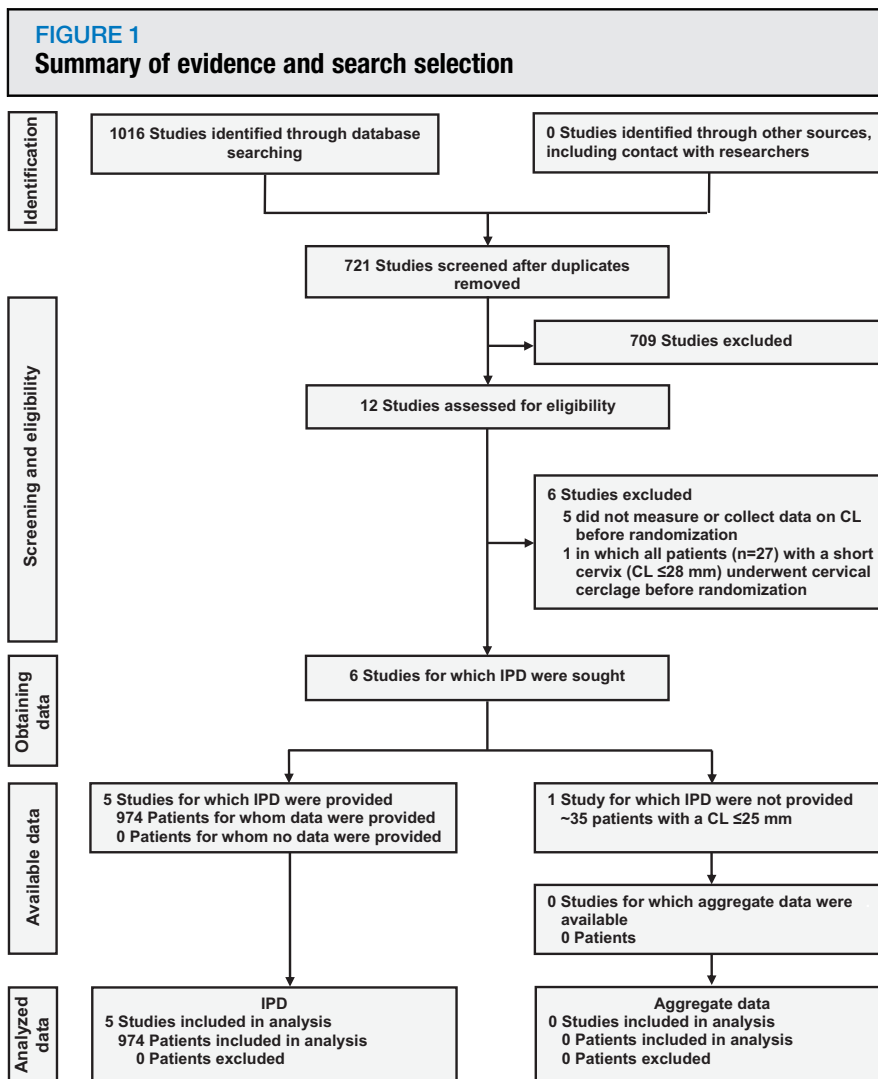 FIGURE 1
Summary of evidence and search selection
Identification
1016 Studies identified through database
searching
0 Studies identified through other sources,
including contact with researchers
721 Studies screened after duplicates
removed
Screening and eligibility
709 Studies excluded
12 Studies assessed for eligibility
6 Studies excluded
5 did not measure or collect data on CL
before randomization
1 in which all patients (n=27) with a short
cervix (CL ≤28 mm) underwent cervical
cerclage before randomization
Obtaining
data
6 Studies for which IPD were sought
Available data
5 Studies for which IPD were provided
974 Patients for whom data were provided
0 Patients for whom no data were provided
1 Study for which IPD were not provided
~35 patients with a CL ≤25 mm
0 Studies for which aggregate data were
available
0 Patients
Analyzed
data
IPD
5 Studies included in analysis
974 Patients included in analysis
0 Patients excluded
Aggregate data
0 Studies included in analysis
0 Patients included in analysis
0 Patients excluded